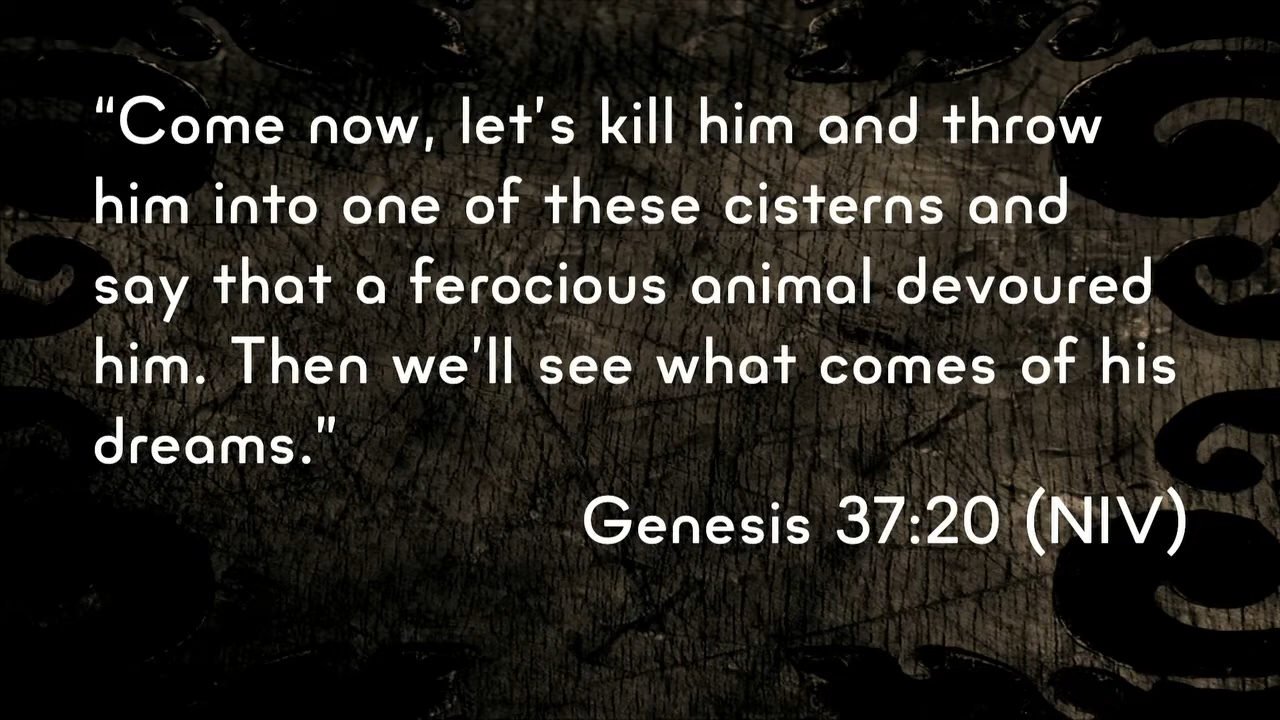 “Come now, let's kill him and throw
him into one of these cisterns and
say that a ferocious animal devoured
him. Then we'll see what comes of his
dreams."
Genesis 37:20 (NIV)